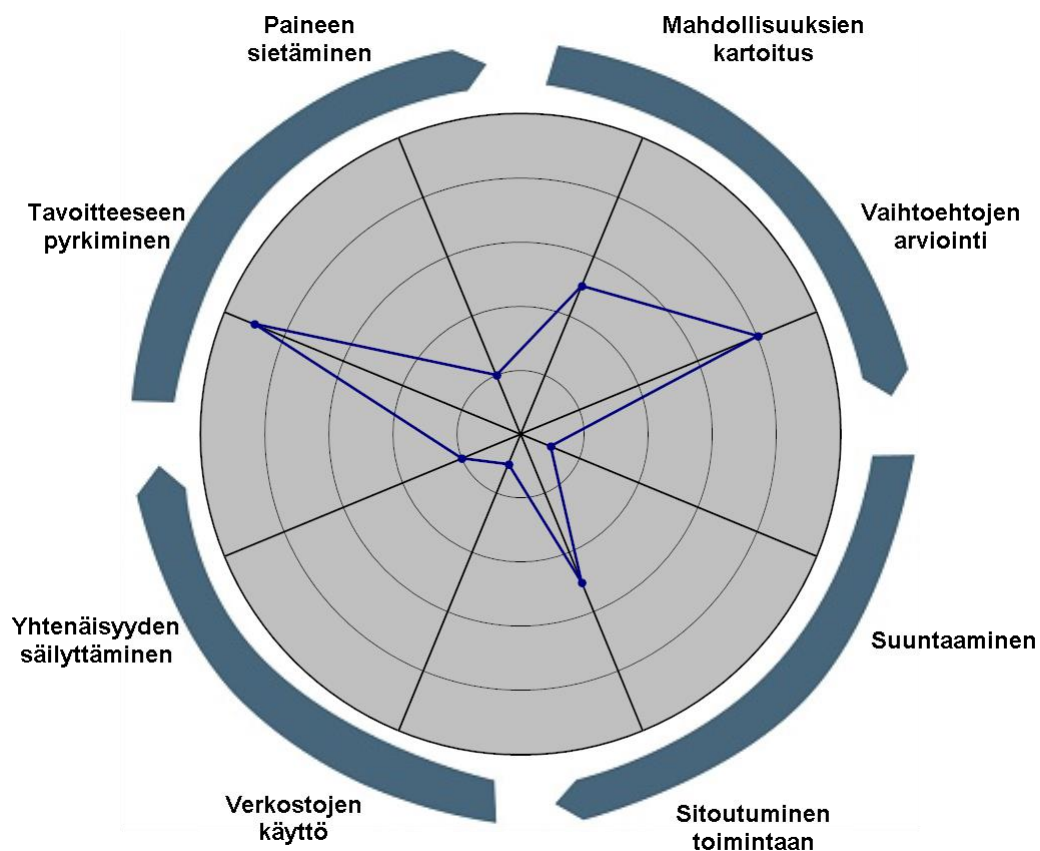 Paineen
sietäminen
Mahdollisuuksien
kartoitus
Tavoitteeseen
pyrkiminen
Vaihtoehtojen
arviointi
Yhtenäisyyden
säilyttäminen
Suuntaaminen
Verkostojen
käyttö
Sitoutuminen
toimintaan